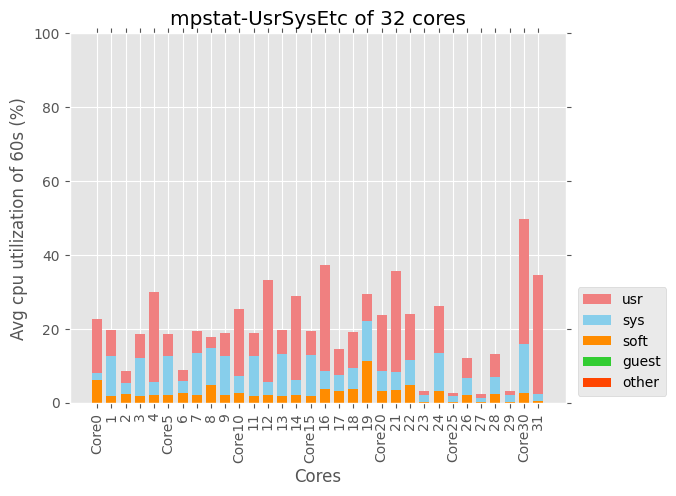 mpstat-UsrSysEtc of 32 cores
Avg cpu utilization of 60s (%)
100
80
60
40
20
0
Core0
1
2
3
4
Core5
6
7
8
9
Core10
11
12
13
14
Core15
16
17
18
19
Core20
21
22
23
24
Core25
26
27
28
29
Core30
31
Cores
usr
sys
soft
guest
other